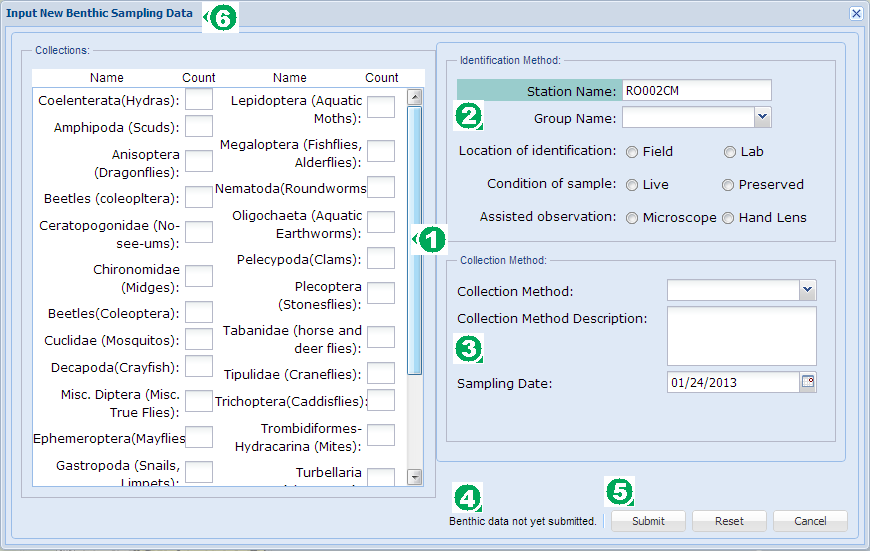 Input New Benthic Sampling Data
6
Collections:
Name Count Name Count
Coelenterata(Hydras):
Amphipoda (Scuds):
Anisoptera
(Dragonflies):
Beetles (coleopltera):
Ceratopogonidae (No-
see-ums):
Chironomidae
(Midges):
Beetles(Coleoptera):
Cuclidae (Mosquitos):
Decapoda(Crayfish):
Misc. Diptera (Misc.
True Flies):
Ephemeroptera(Mayflies
Gastropoda (Snails,
Limpets):
Lepidoptera (Aquatic
Moths):
Megaloptera (Fishflies,
Alderflies):
Nematoda(Roundworms
Oligochaeta (Aquatic
Earthworms):
Pelecypoda(Clams):
Plecoptera
(Stonesflies):
Tabanidae (horse and
deer flies):
Tipulidae (Craneflies):
Trichoptera(Caddisflies):
Trombidiformes-
Hydracarina (Mites):
Turbellaria
1
Identification Method:
Station Name: RO002CM
2
Group Name:
Location of identification: Field Lab
Condition of sample: Live Preserved
Assisted observation: Microscope Hand Lens
Collection Method:
Collection Method:
Collection Method Description:
3
Sampling Date: 01/24/2013
4
5
Benthic data not yet submitted. Submit Reset Cancel